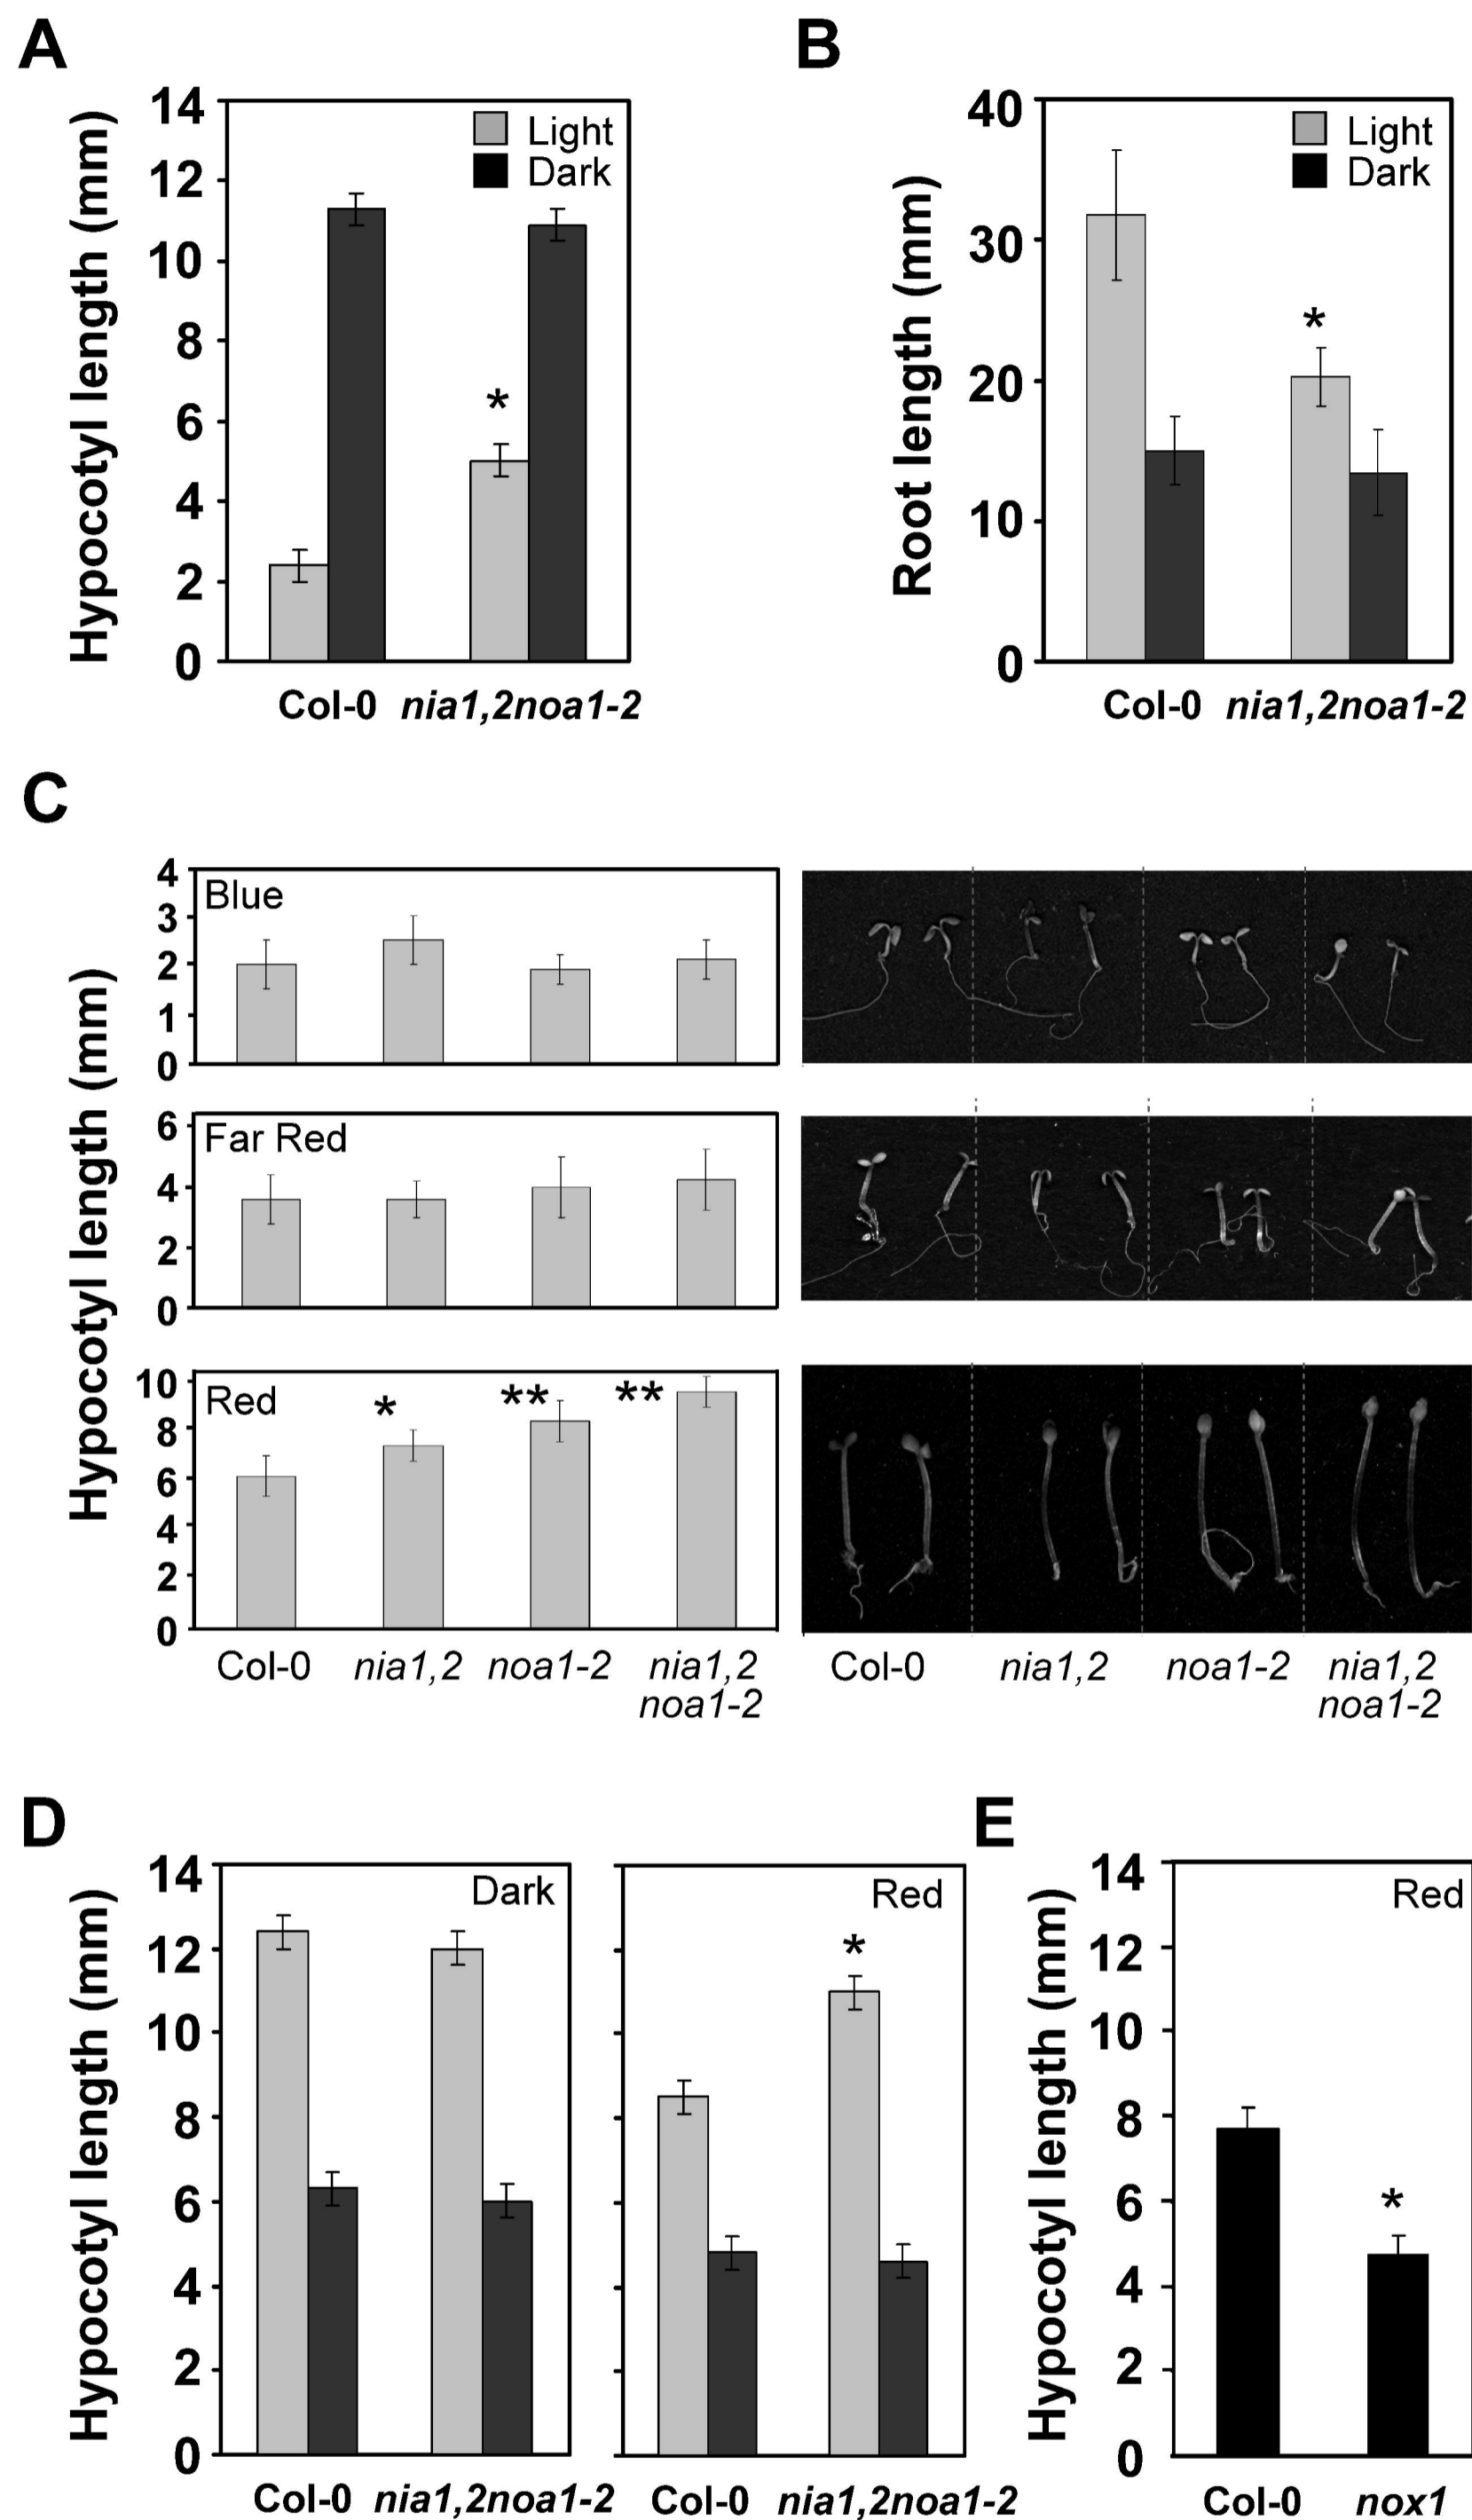 A
Hypocotyl length (mm)
14
12
10
8
6
4
2
0
Light
Dark
*
Col-0 nia1,2noa1-2
B
Root length (mm)
40
30
20
10
0
Light
Dark
*
Col-0 nia1,2noa1-2
C
Hypocotyl length (mm)
4
3
2
1
0
Blue
6
4
2
0
Far Red
10
8
6
4
2
0
Red
* ** **
Col-0 nia1,2 noa1-2 nia1,2
noa1-2
Col-0 nia1,2 noa1-2 nia1,2
noa1-2
D
Hypocotyl length (mm)
14
12
10
8
6
4
2
0
Dark
Col-0 nia1,2noa1-2
Red
*
Col-0 nia1,2noa1-2
E
Hypocotyl length (mm)
14
12
10
8
6
4
2
0
Red
*
Col-0 nox1